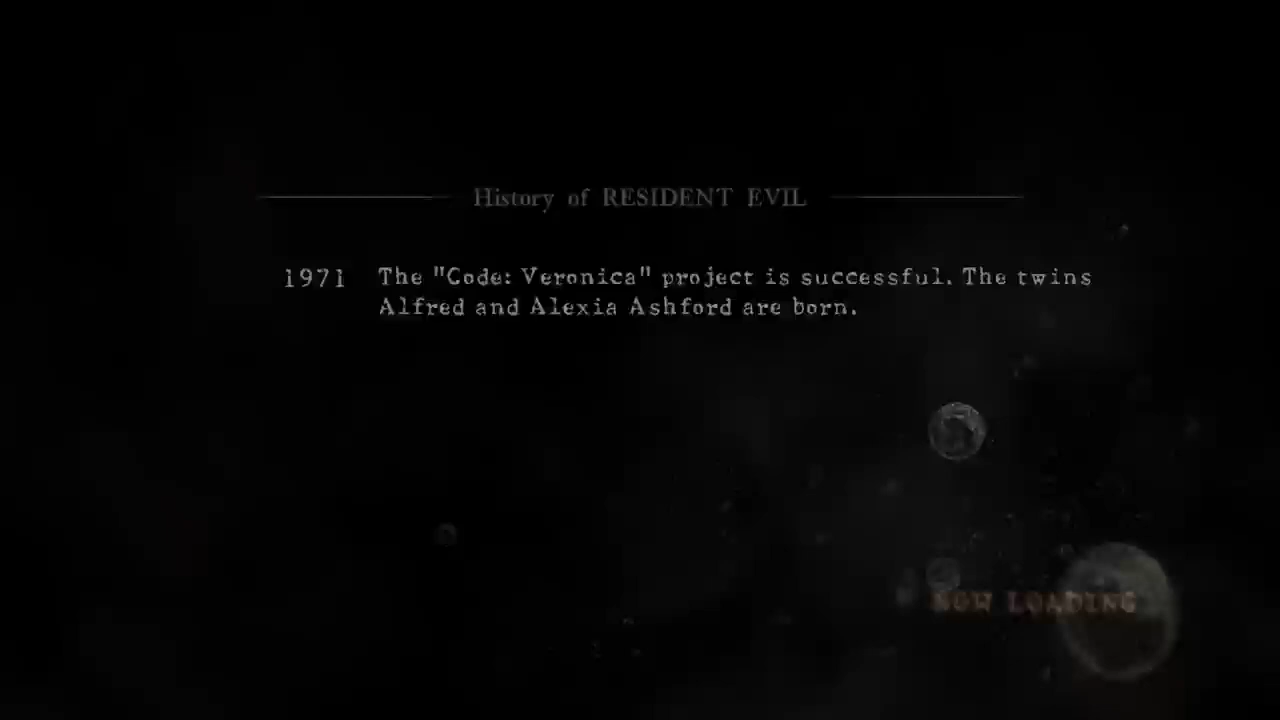 History of RESIDENT EVIL
1971 The "Code: Veronica" project is successful. The twins
Alfred and Alexia Ashford are born.
NOW LOADING